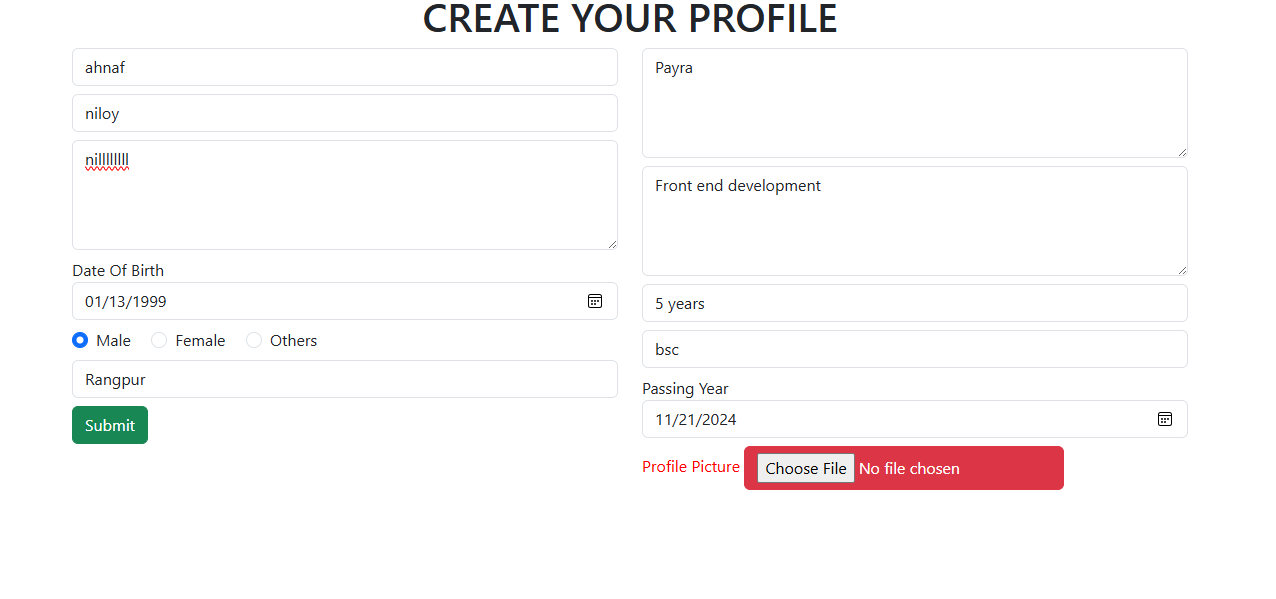 CREATE YOUR PROFILE
ahnaf
niloy
nillllllll
Date Of Birth
01/13/1999
Male Female Others
Rangpur
Submit
Payra
Front end development
5 years
bsc
Passing Year
11/21/2024
Profile Picture Choose File No file chosen